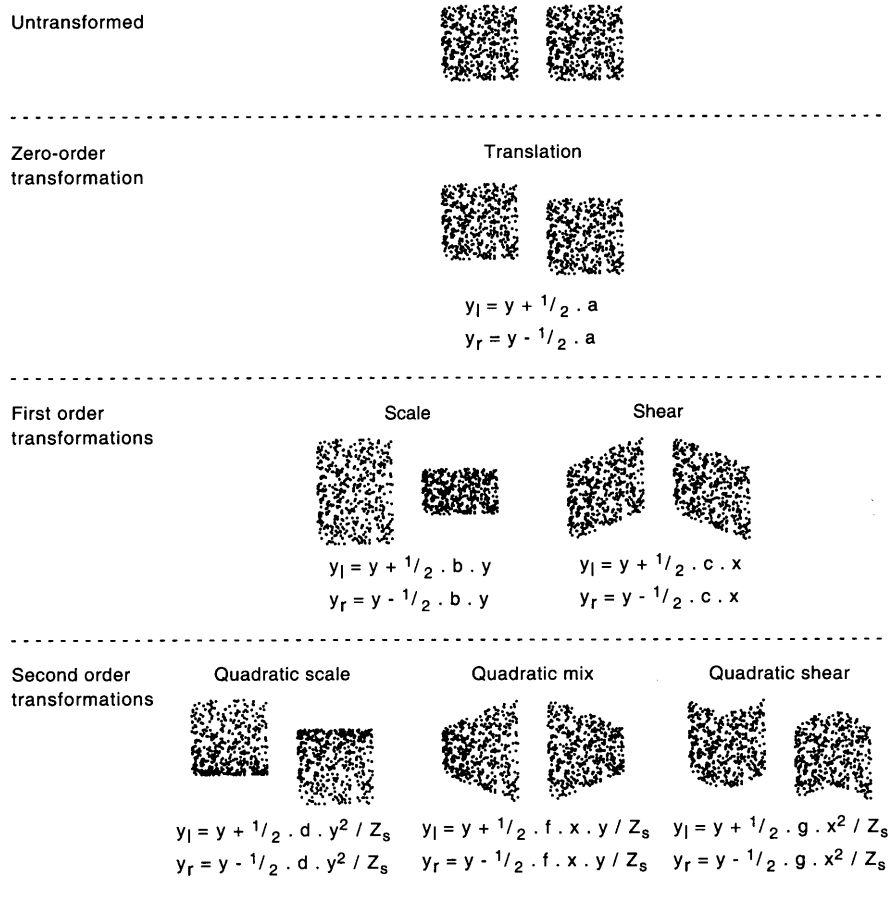 Untransformed
Zero-order
transformation
Translation
yl = y + 1/2 . a
yr = y - 1/2 . a
First order
transformations
Scale
yl = y + 1/2 . b . y
yr = y - 1/2 . b . y
Shear
yl = y + 1/2 . c . x
yr = y - 1/2 . c . x
Second order
transformations
Quadratic scale
yl = y + 1/2 . d . y² / Zs
yr = y - 1/2 . d . y² / Zs
Quadratic mix
yl = y + 1/2 . f . x . y / Zs
yr = y - 1/2 . f . x . y / Zs
Quadratic shear
yl = y + 1/2 . g . x² / Zs
yr = y - 1/2 . g . x² / Zs